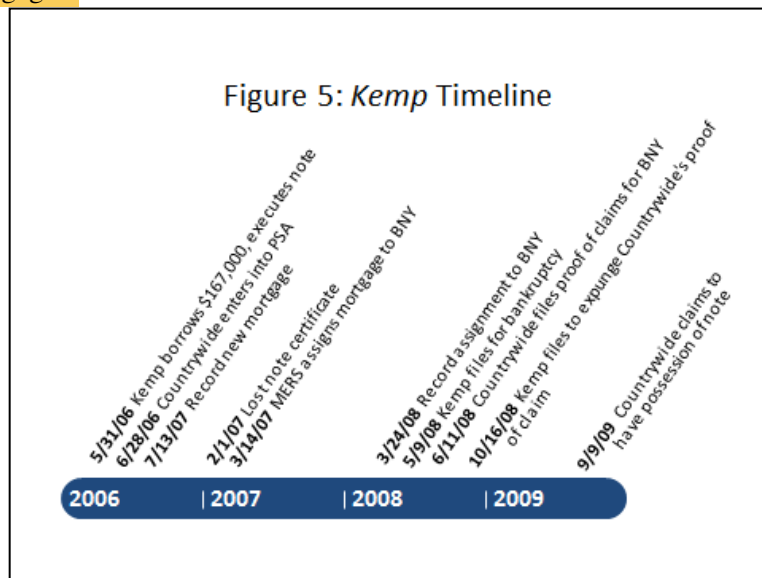 Figure 5: Kemp Timeline
5/31/06 Kemp borrows $167,000, executes note
6/28/06 Countrywide enters into PSA
7/13/07 Record new mortgage
2/1/07 Lost note certificate
3/14/07 MERS assigns mortgage to BNY
3/24/08 Record assignment to BNY
5/9/08 Kemp files for bankruptcy
6/11/08 Countrywide files proof of claims for BNY
10/16/08 Kemp files to expunge Countrywide's proof
of claim
9/9/09 Countrywide claims to
have possession of note
2006 | 2007 | 2008 | 2009